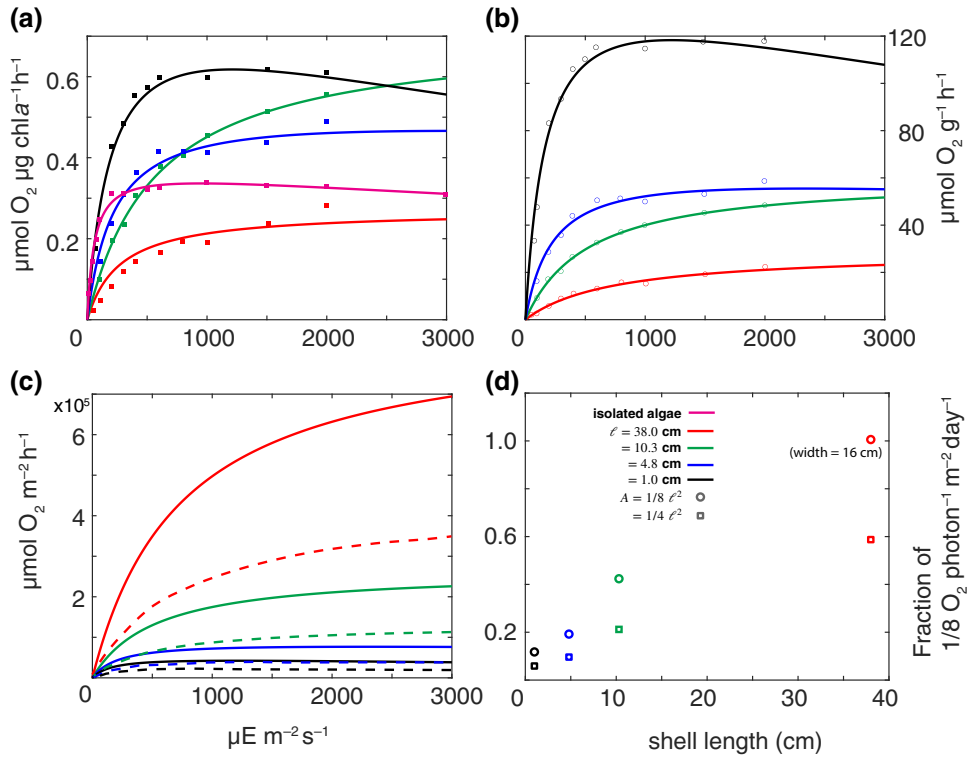 (a)
μmol O₂ μg chla⁻¹h⁻¹
0.6
0.4
0.2
0
1000
2000
3000
(b)
120
80
40
0
μmol O₂ g⁻¹ h⁻¹
0
1000
2000
3000
(c)
x10⁵
6
4
2
μmol O₂ m⁻² h⁻¹
0
1000
2000
3000
μE m⁻² s⁻¹
(d)
isolated algae
ℓ = 38.0 cm
= 10.3 cm
= 4.8 cm
= 1.0 cm
A = 1/8 ℓ²
= 1/4 ℓ²
(width = 16 cm)
1.0
0.6
0.2
Fraction of
1/8 O₂ photon⁻¹ m⁻² day⁻¹
0
10
20
30
40
shell length (cm)